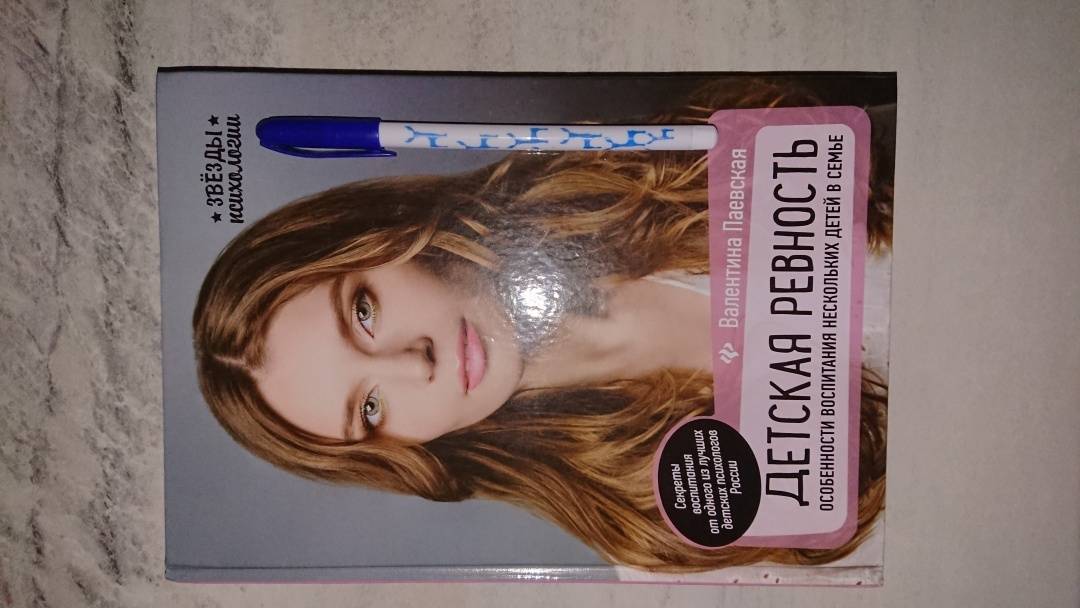 ★ ЗВЁЗДЫ ★
психологии
Валентина Паевская
ДЕТСКАЯ РЕВНОСТЬ
ОСОБЕННОСТИ ВОСПИТАНИЯ НЕСКОЛЬКИХ ДЕТЕЙ В СЕМЬЕ
Секреты
воспитания
от одного из лучших
детских психологов
России